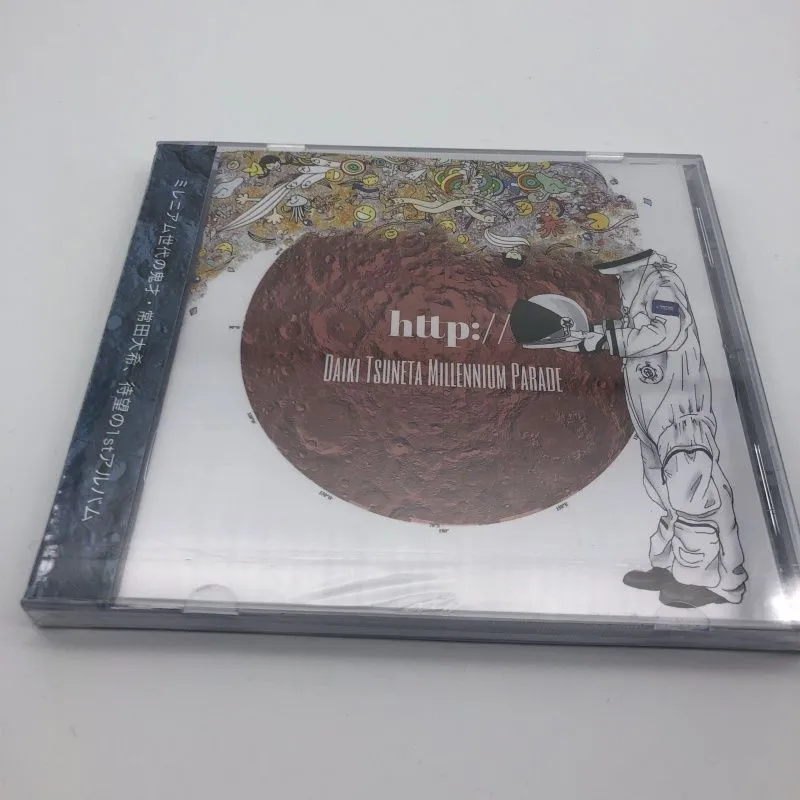 ミレニアム世代の鬼才・常田大希、待望の1stアルバム
http://
DAIKI TSUNETA MILLENNIUM PARADE